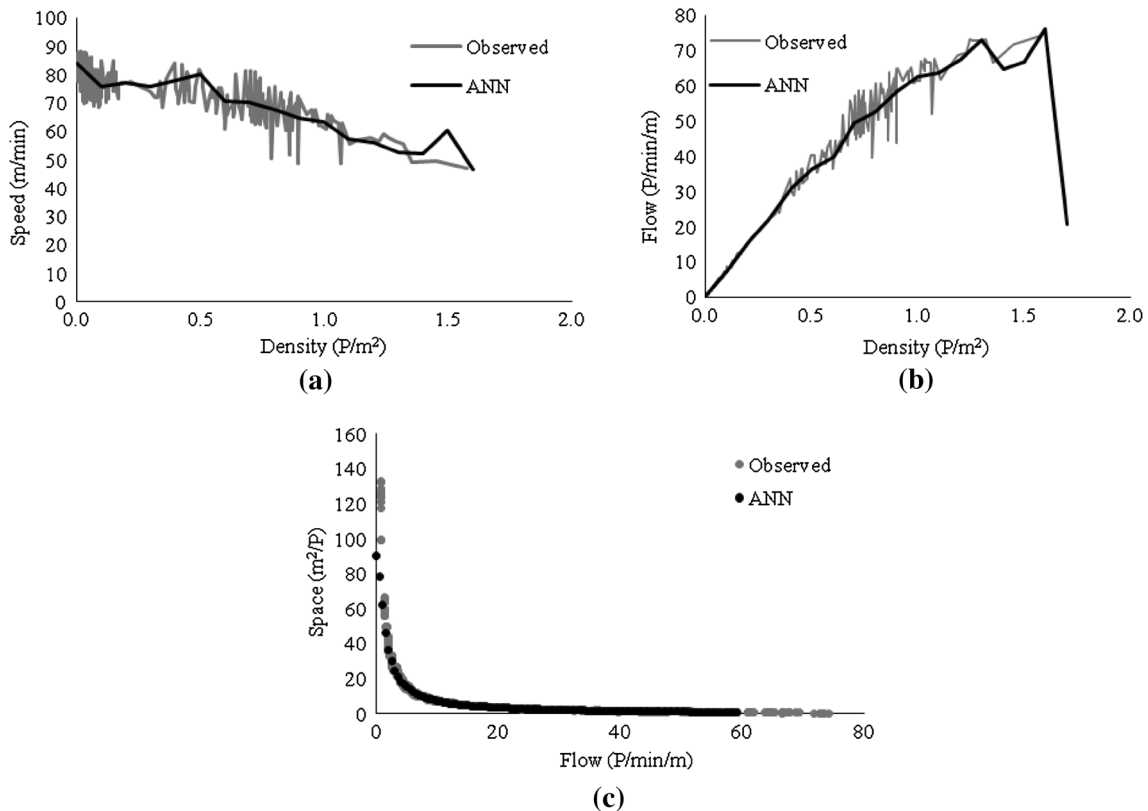 100
90
80
70
60
50
40
30
20
10
0
Speed (m/min)
Observed
ANN
0.0 0.5 1.0 1.5 2.0
Density (P/m²)
(a)
80
70
60
50
40
30
20
10
0
Flow (P/min/m)
Observed
ANN
0.0 0.5 1.0 1.5 2.0
Density (P/m²)
(b)
160
140
120
100
80
60
40
20
0
Space (m²/P)
Observed
ANN
0 20 40 60 80
Flow (P/min/m)
(c)